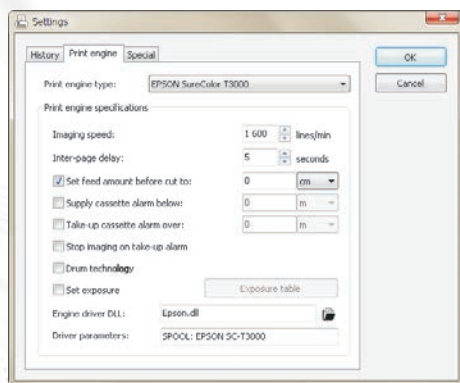 Settings
History Print engine Special
OK
Cancel
Print engine type: EPSON SureColor T3000
Print engine specifications
Imaging speed: 1 600 lines/min
Inter-page delay: 5 seconds
Set feed amount before cut to: 0 cm
Supply cassette alarm below: 0 m
Take-up cassette alarm over: 0 m
Stop imaging on take-up alarm
Drum technology
Set exposure Exposure table
Engine driver DLL: Epson.dll
Driver parameters: SPOOL: EPSON SC-T3000